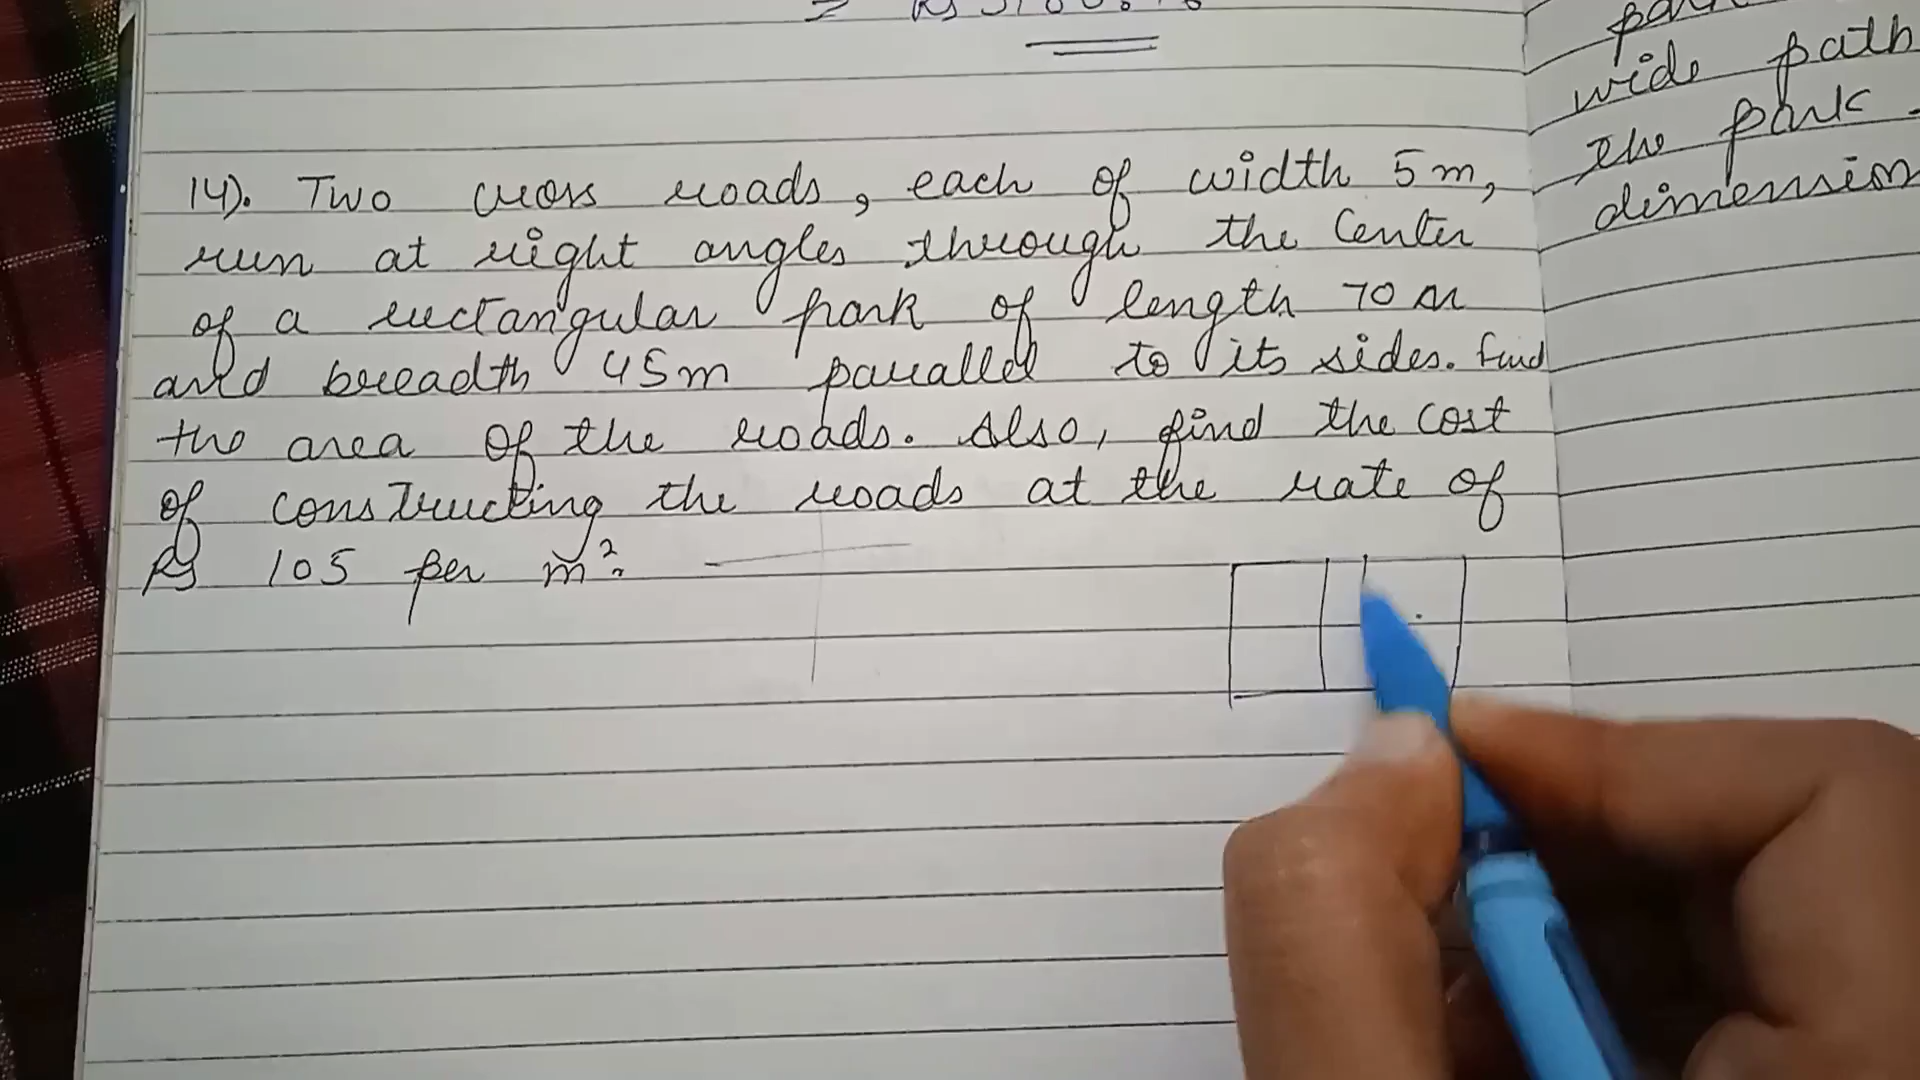 14). Two cross roads, each of width 5m,
run at right angles through the Center
of a rectangular park of length 70 m
and breadth 45m parallel to its sides. Find
the area of the roads. Also, find the cost
of constructing the roads at the rate of
Rs 105 per m².
wide path
the park
dimension